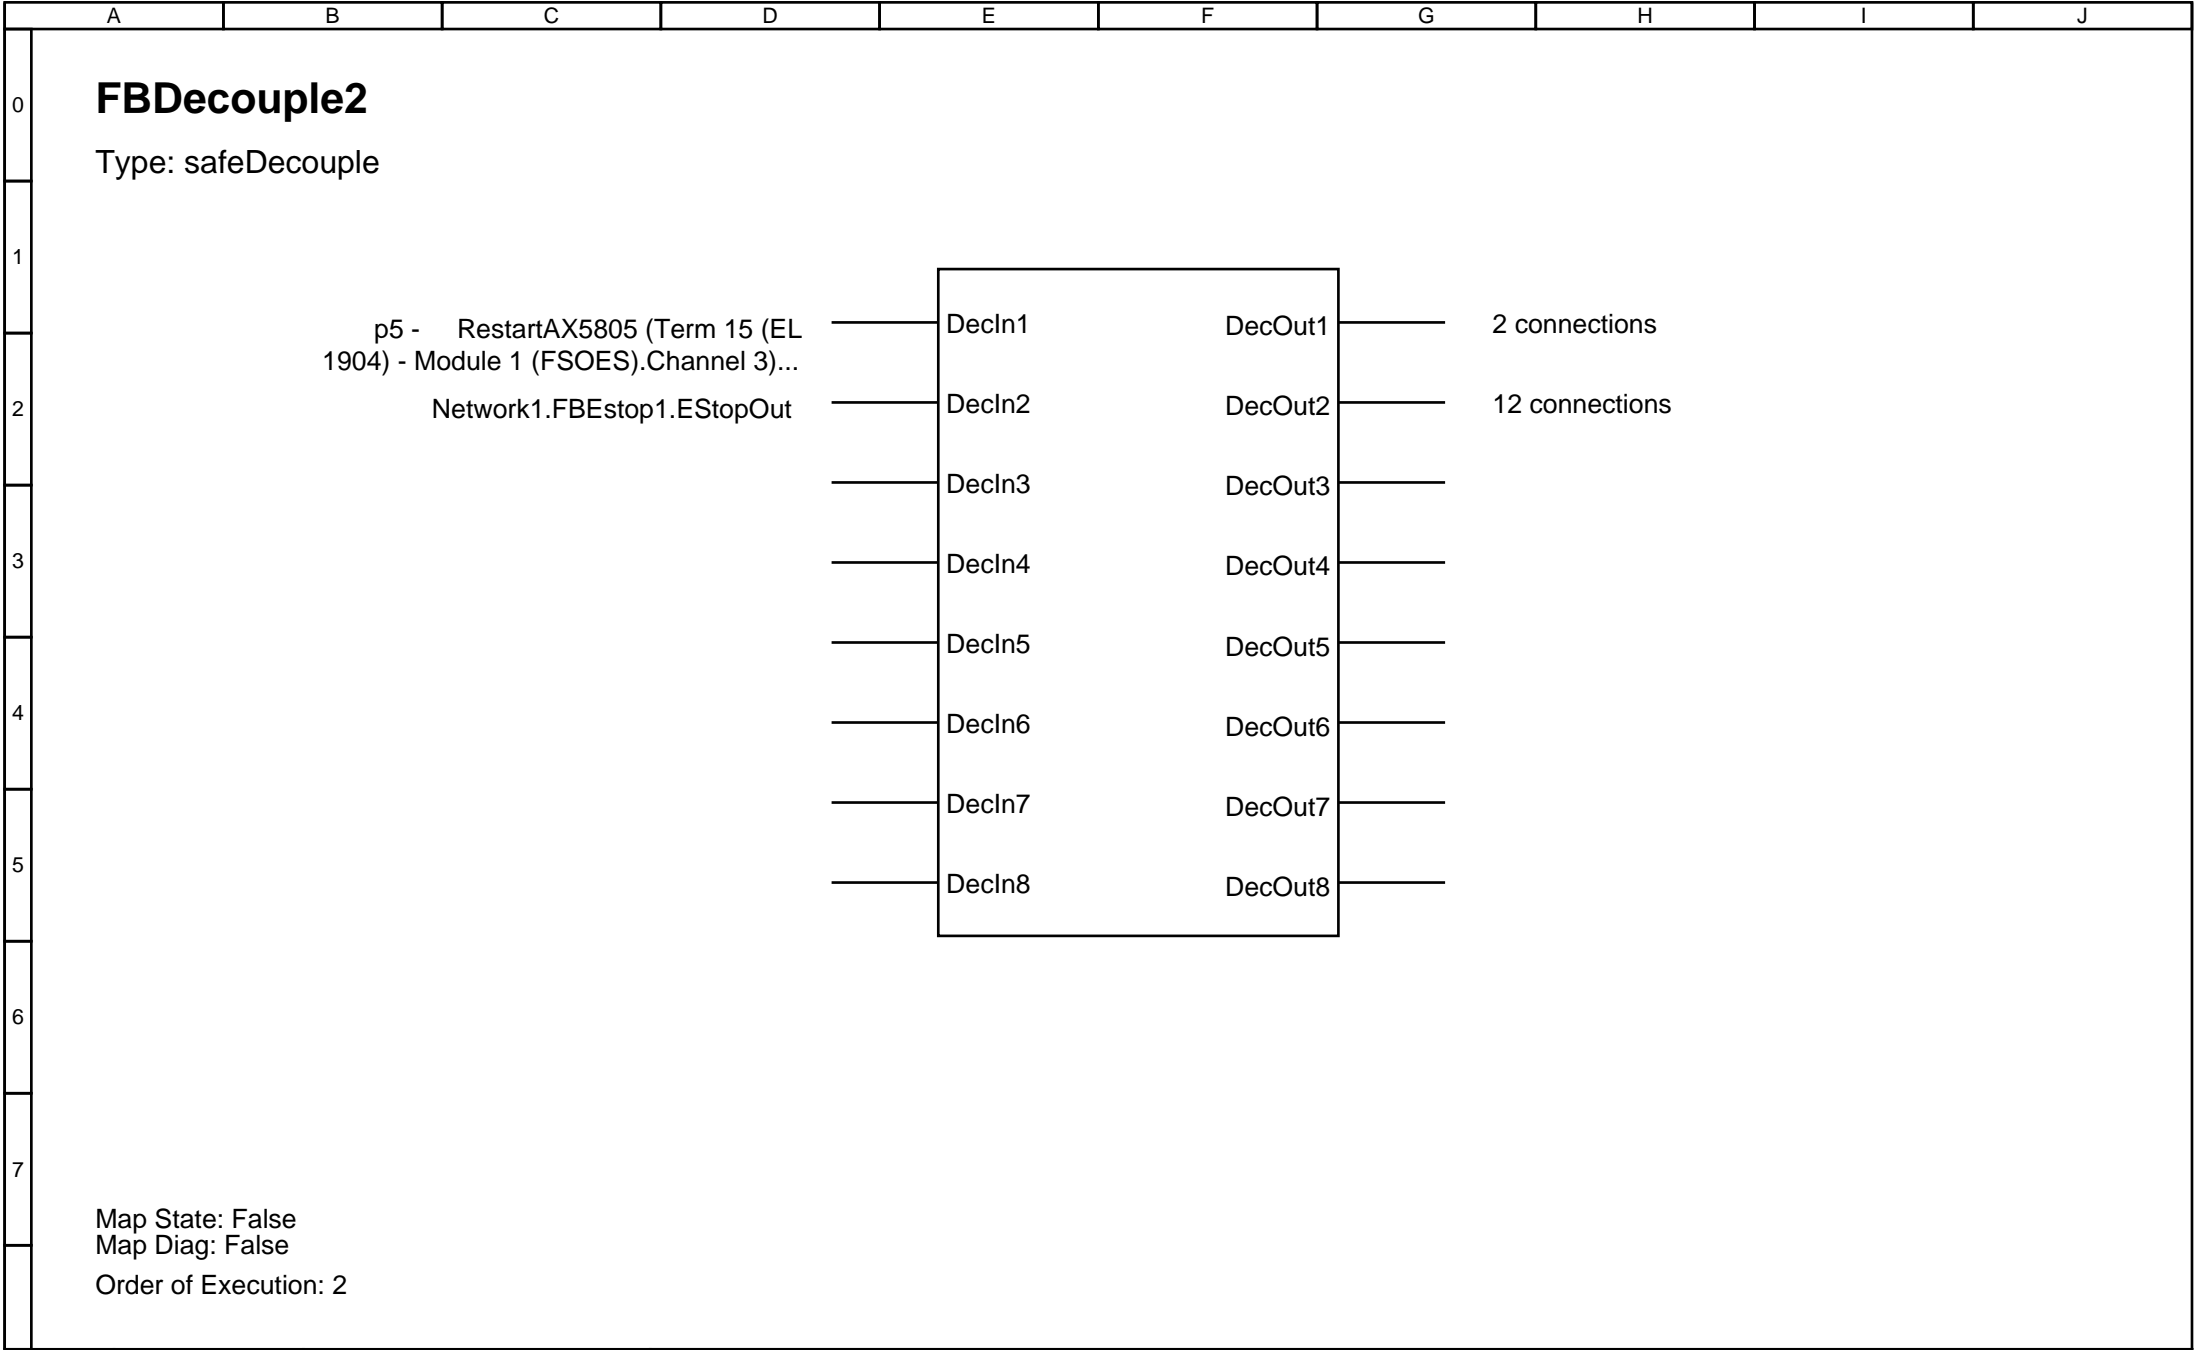 A B C D E F G H I J
0
FBDecouple2
Type: safeDecouple
1
DecIn1 DecOut1 2 connections
p5 - RestartAX5805 (Term 15 (EL
1904) - Module 1 (FSOES).Channel 3)...
2
Network1.FBEstop1.EStopOut DecIn2 DecOut2 12 connections
DecIn3 DecOut3
3
DecIn4 DecOut4
DecIn5 DecOut5
4
DecIn6 DecOut6
DecIn7 DecOut7
5
DecIn8 DecOut8
6
7
Map State: False
Map Diag: False
Order of Execution: 2